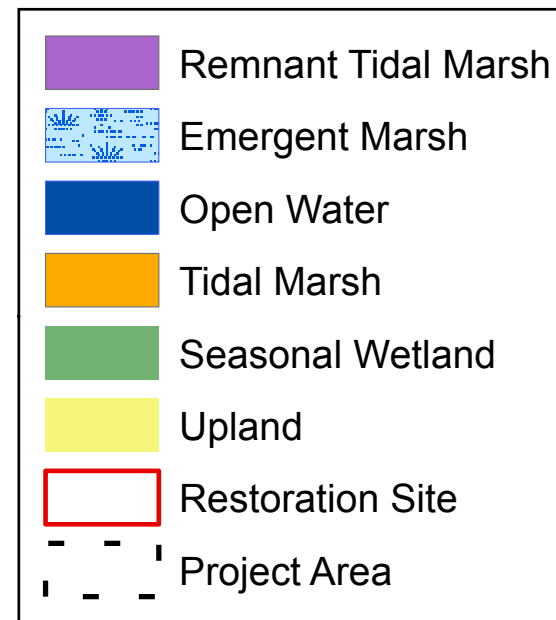 Remnant Tidal Marsh
Emergent Marsh
Open Water
Tidal Marsh
Seasonal Wetland
Upland
Restoration Site
Project Area